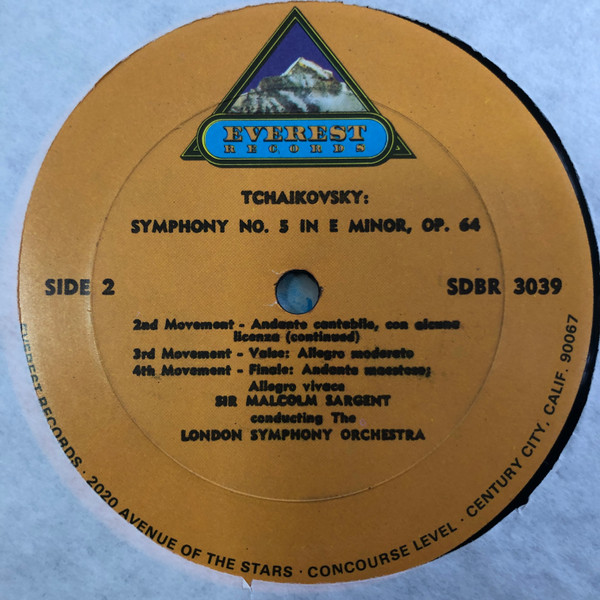 EVEREST
RECORDS
TCHAIKOVSKY:
SYMPHONY NO. 5 IN E MINOR, OP. 64
SIDE 2
SDBR 3039
2nd Movement - Andante cantabile, con alcuna
licenza (continued)
3rd Movement - Valse: Allegro moderato
4th Movement - Finale: Andante maestoso;
Allegro vivace
SIR MALCOLM SARGENT
conducting The
LONDON SYMPHONY ORCHESTRA
EVEREST RECORDS · 2020 AVENUE OF THE STARS · CONCOURSE LEVEL · CENTURY CITY, CALIF. 90067